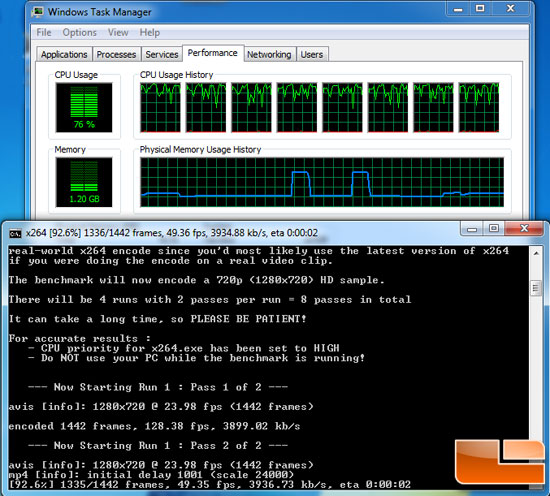 Windows Task Manager
File Options View Help
Applications Processes Services Performance Networking Users
CPU Usage
CPU Usage History
76 %
Memory
Physical Memory Usage History
1.20 GB
x264 [92.6%] 1336/1442 frames, 49.36 fps, 3934.88 kb/s, eta 0:00:02
real-world x264 encode since you'd most likely use the latest version of x264
if you were doing the encode on a real video clip.
The benchmark will now encode a 720p (1280x720) HD sample.
There will be 4 runs with 2 passes per run = 8 passes in total
It can take a long time, so PLEASE BE PATIENT!
For accurate results :
- CPU priority for x264.exe has been set to HIGH
- Do NOT use your PC while the benchmark is running!
--- Now Starting Run 1 : Pass 1 of 2 ---
avis [info]: 1280x720 @ 23.98 fps (1442 frames)
encoded 1442 frames, 128.38 fps, 3899.02 kb/s
--- Now Starting Run 1 : Pass 2 of 2 ---
avis [info]: 1280x720 @ 23.98 fps (1442 frames)
mp4 [info]: initial delay 1001 (scale 24000)
[92.6%] 1335/1442 frames, 49.35 fps, 3936.73 kb/s, eta 0:00:02